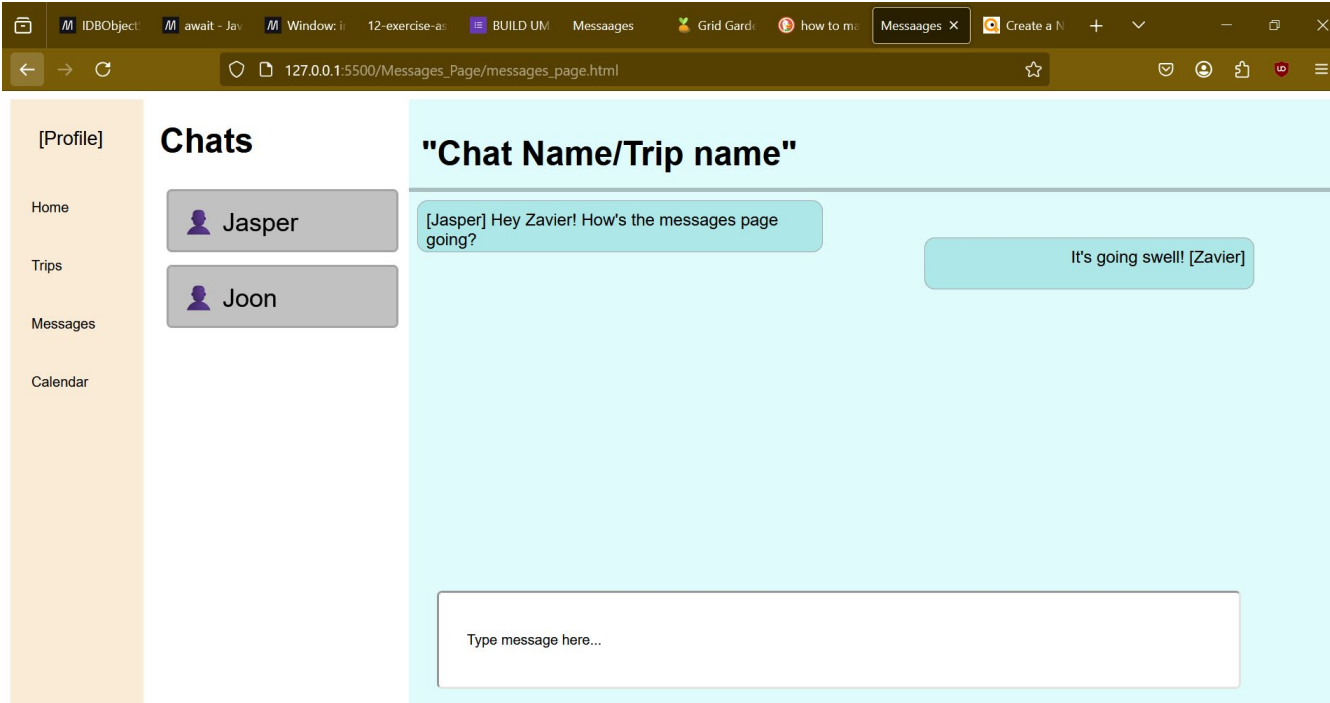 IDBObject
await - Jav
Window: i
12-exercise-as
BUILD UM
Messaages
Grid Garde
how to ma
Messaages
Create a N
127.0.0.1:5500/Messages_Page/messages_page.html
[Profile]
Home
Trips
Messages
Calendar
Chats
Jasper
Joon
"Chat Name/Trip name"
[Jasper] Hey Zavier! How's the messages page
going?
It's going swell! [Zavier]
Type message here...